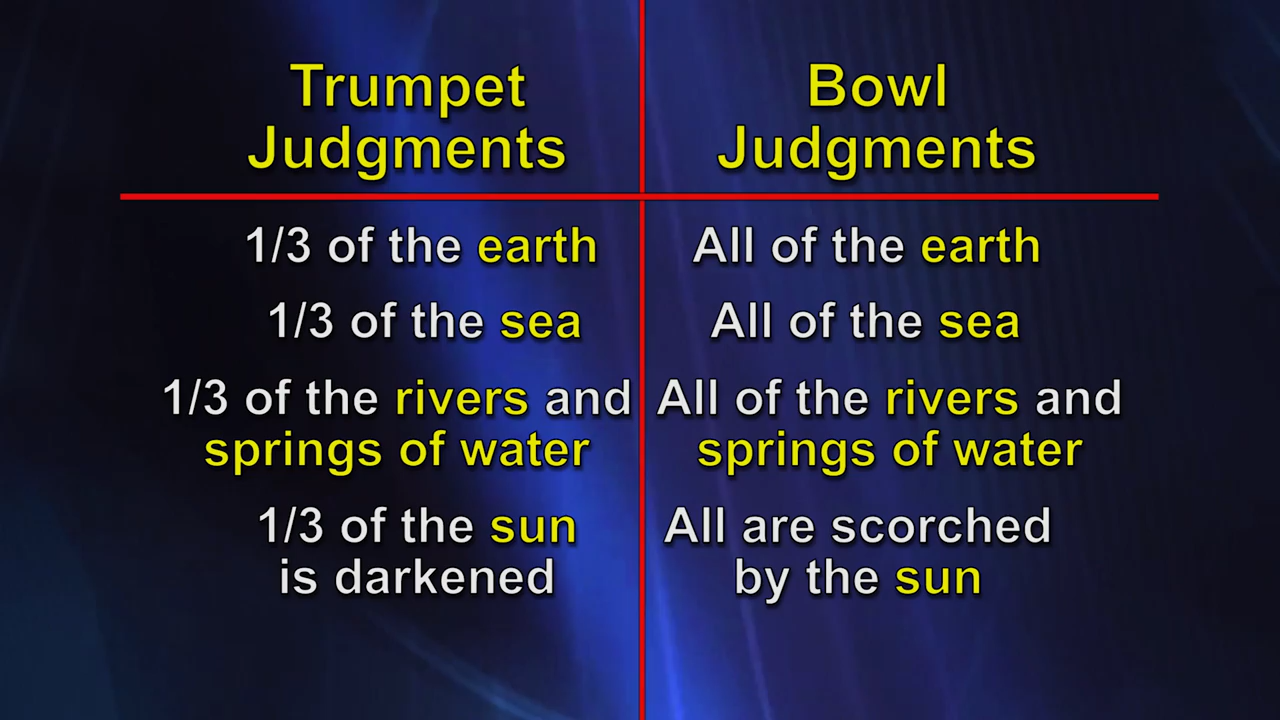 Trumpet
Judgments
1/3 of the earth
1/3 of the sea
1/3 of the rivers and
springs of water
1/3 of the sun
is darkened
Bowl
Judgments
All of the earth
All of the sea
All of the rivers and
springs of water
All are scorched
by the sun